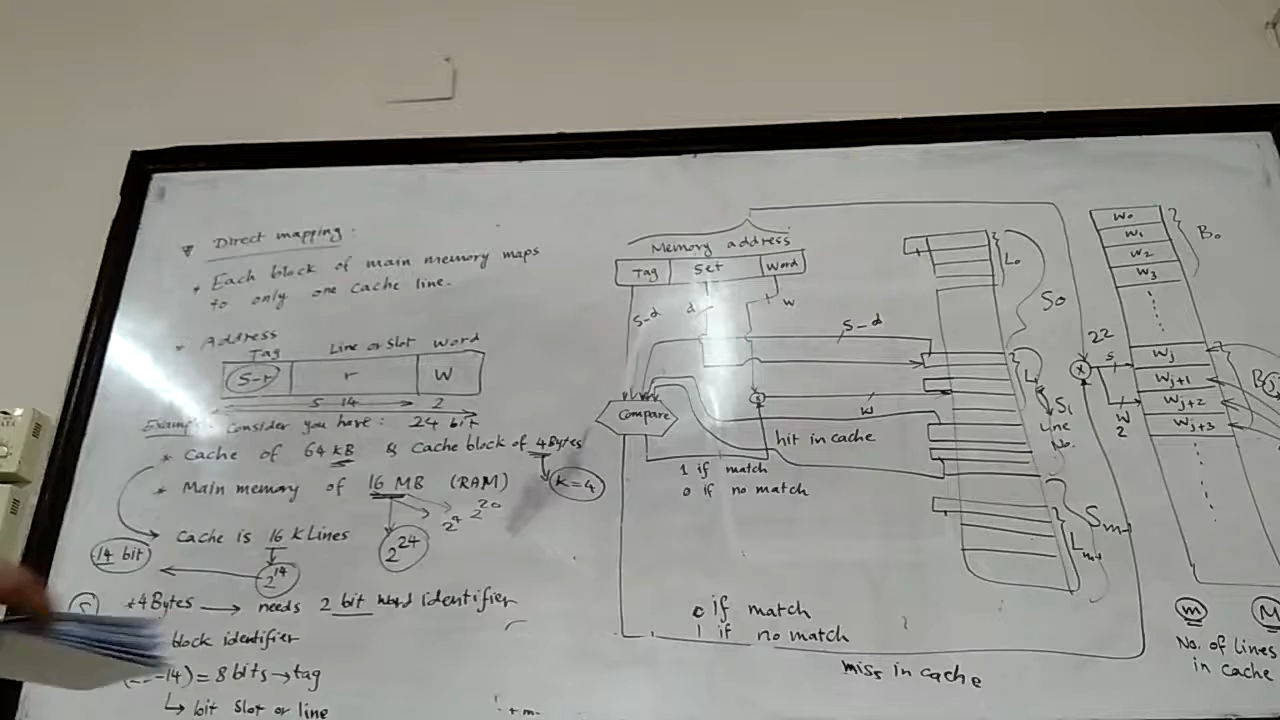 Direct mapping:
* Each block of main memory maps
to only one cache line.
* Address
Tag Line or Slot word
S-r r W
S 14 2
Example: Consider you have: 24 bit
* Cache of 64 kB & Cache block of 4Bytes
k=4
* Main memory of 16 MB (RAM)
2^4 2^20
2^24
Cache is 16 k Lines
14 bit
2^14
*4Bytes → needs 2 bit word identifier
block identifier
-14) = 8 bits → tag
↳ bit slot or line
Memory address
Tag Set Word
S-d d w
S-d
Compare
w
hit in cache
1 if match
0 if no match
0 if match
1 if no match
miss in cache
L0
S0
S1
Line
No.
22
S
W
2
W0
W1
W2
W3
B0
Wj
Wj+1
Wj+2
Wj+3
m
M
No. of lines
in cache